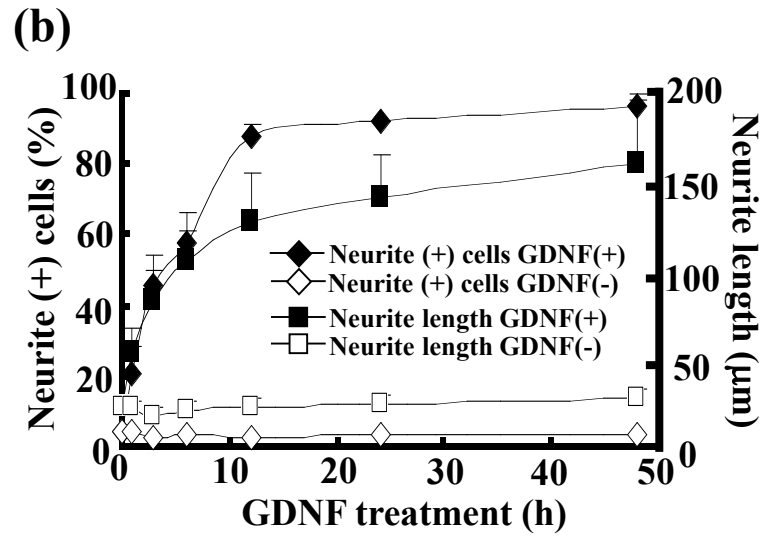 (b)
Neurite (+) cells (%)
100
80
60
40
20
0
0
10
20
30
40
50
GDNF treatment (h)
200
150
100
50
0
Neurite length (μm)
Neurite (+) cells GDNF(+)
Neurite (+) cells GDNF(-)
Neurite length GDNF(+)
Neurite length GDNF(-)